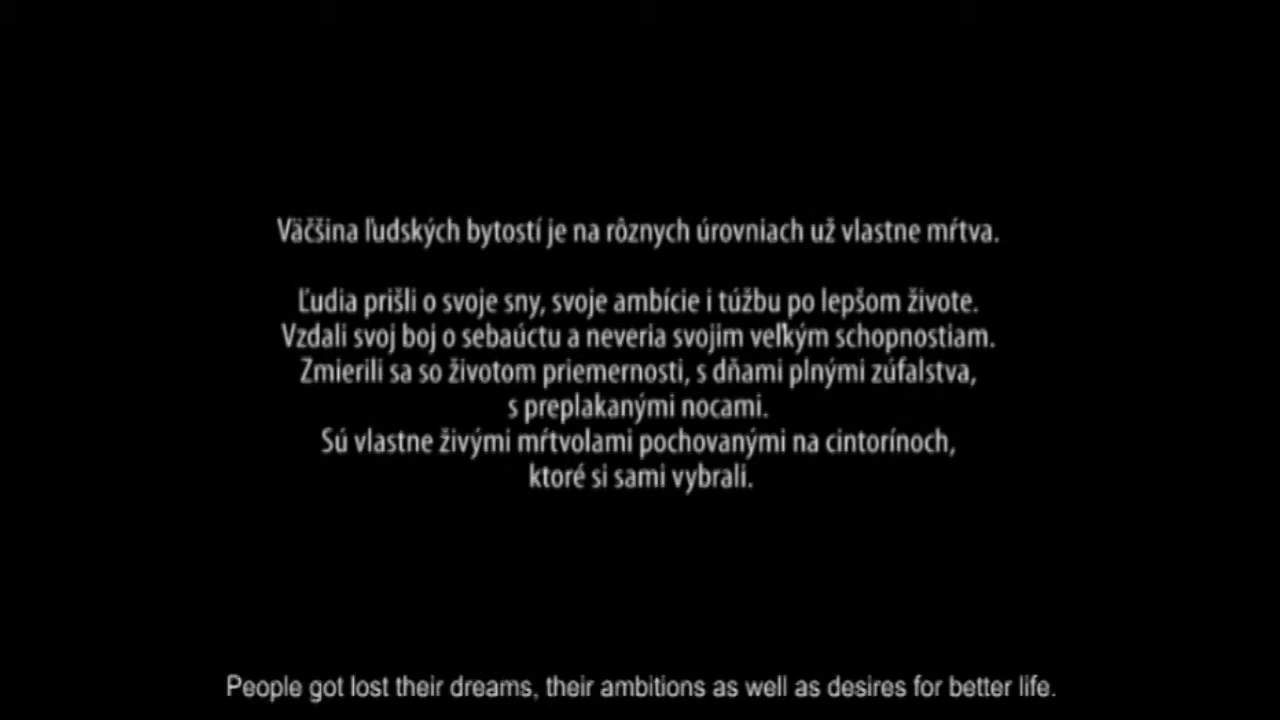 Väčšina ľudských bytostí je na rôznych úrovniach už vlastne mŕtva.
Ľudia prišli o svoje sny, svoje ambície i túžbu po lepšom živote.
Vzdali svoj boj o sebaúctu a neveria svojim veľkým schopnostiam.
Zmierili sa so životom priemernosti, s dňami plnými zúfalstva,
s preplakanými nocami.
Sú vlastne živými mŕtvolami pochovanými na cintorínoch,
ktoré si sami vybrali.
People got lost their dreams, their ambitions as well as desires for better life.